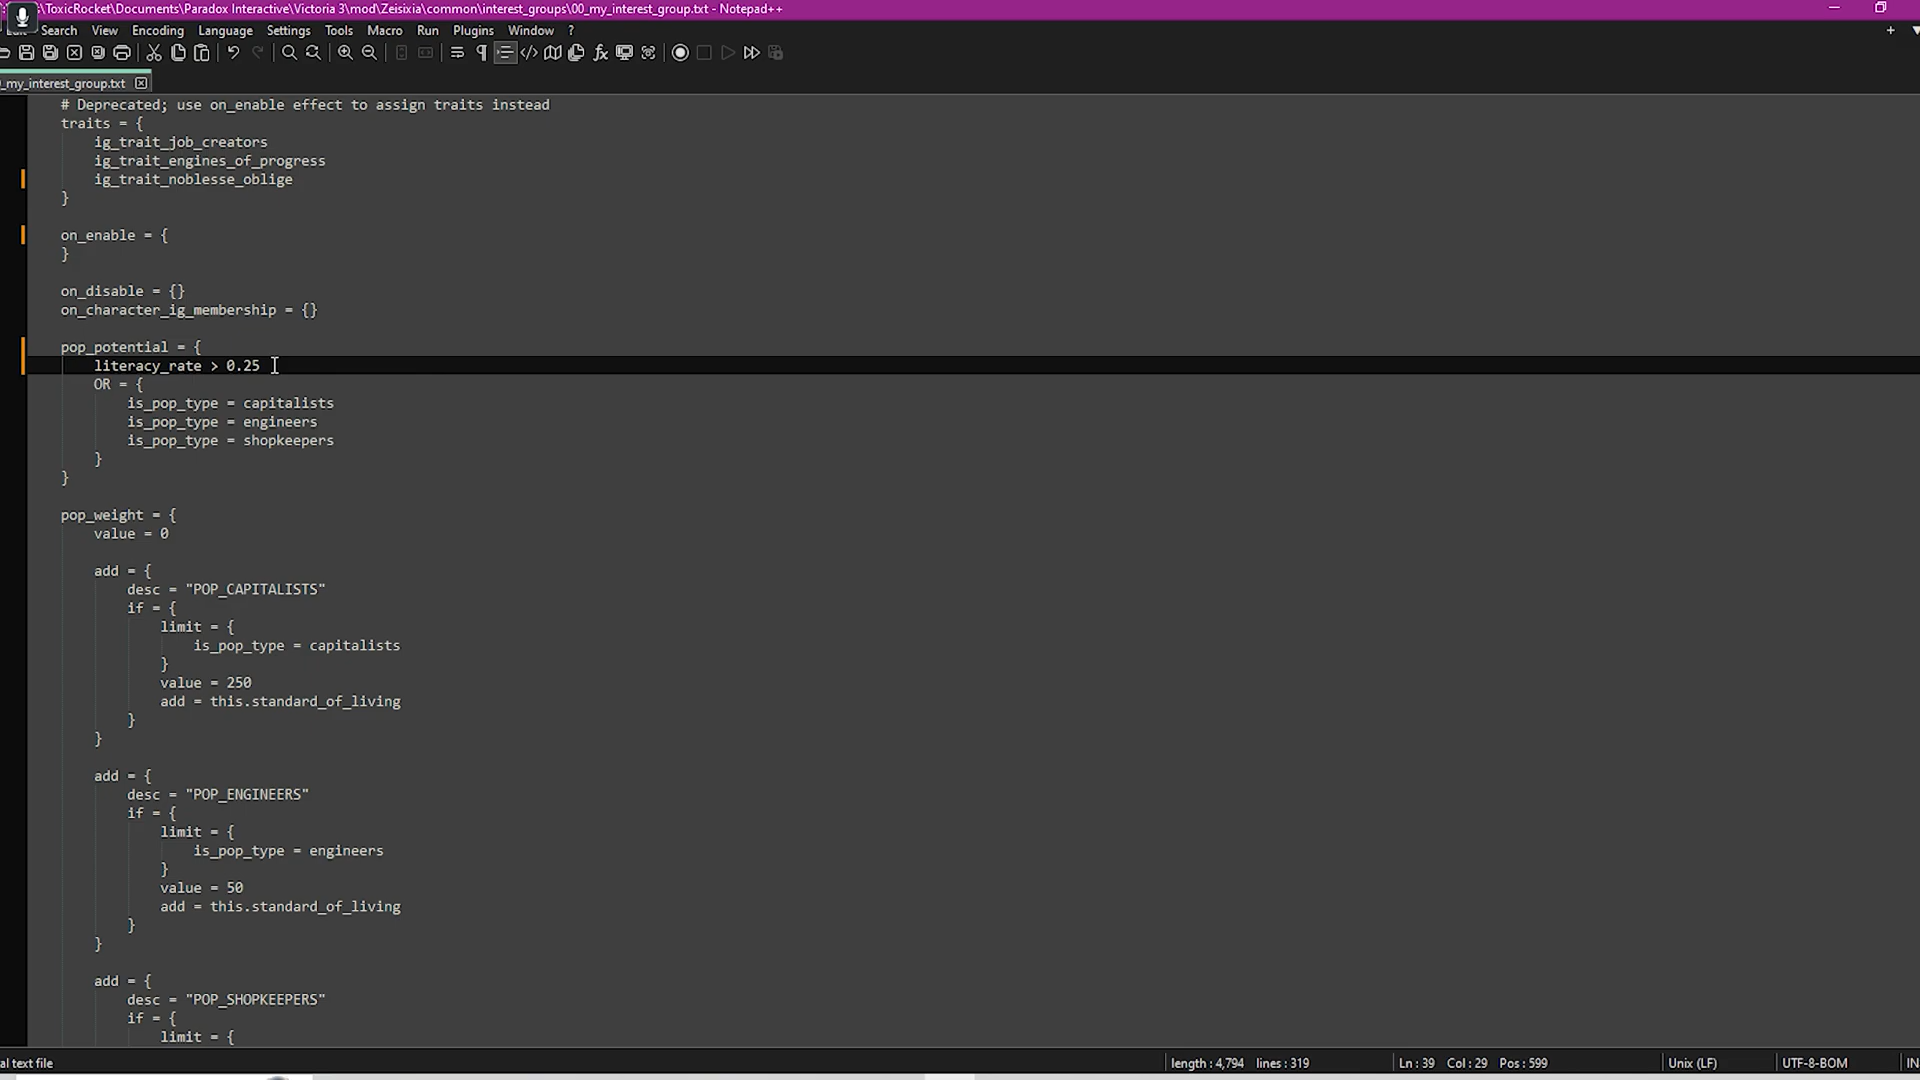 \ToxicRocket\Documents\Paradox Interactive\Victoria 3\mod\Zeisixia\common\interest_groups\00_my_interest_group.txt - Notepad++
Search View Encoding Language Settings Tools Macro Run Plugins Window ?
_my_interest_group.txt
# Deprecated; use on_enable effect to assign traits instead
traits = {
ig_trait_job_creators
ig_trait_engines_of_progress
ig_trait_noblesse_oblige
}
on_enable = {
}
on_disable = {}
on_character_ig_membership = {}
pop_potential = {
literacy_rate > 0.25
OR = {
is_pop_type = capitalists
is_pop_type = engineers
is_pop_type = shopkeepers
}
}
pop_weight = {
value = 0
add = {
desc = "POP_CAPITALISTS"
if = {
limit = {
is_pop_type = capitalists
}
value = 250
add = this.standard_of_living
}
}
add = {
desc = "POP_ENGINEERS"
if = {
limit = {
is_pop_type = engineers
}
value = 50
add = this.standard_of_living
}
}
add = {
desc = "POP_SHOPKEEPERS"
if = {
limit = {
al text file length : 4,794 lines : 319 Ln : 39 Col : 29 Pos : 599 Unix (LF) UTF-8-BOM IN